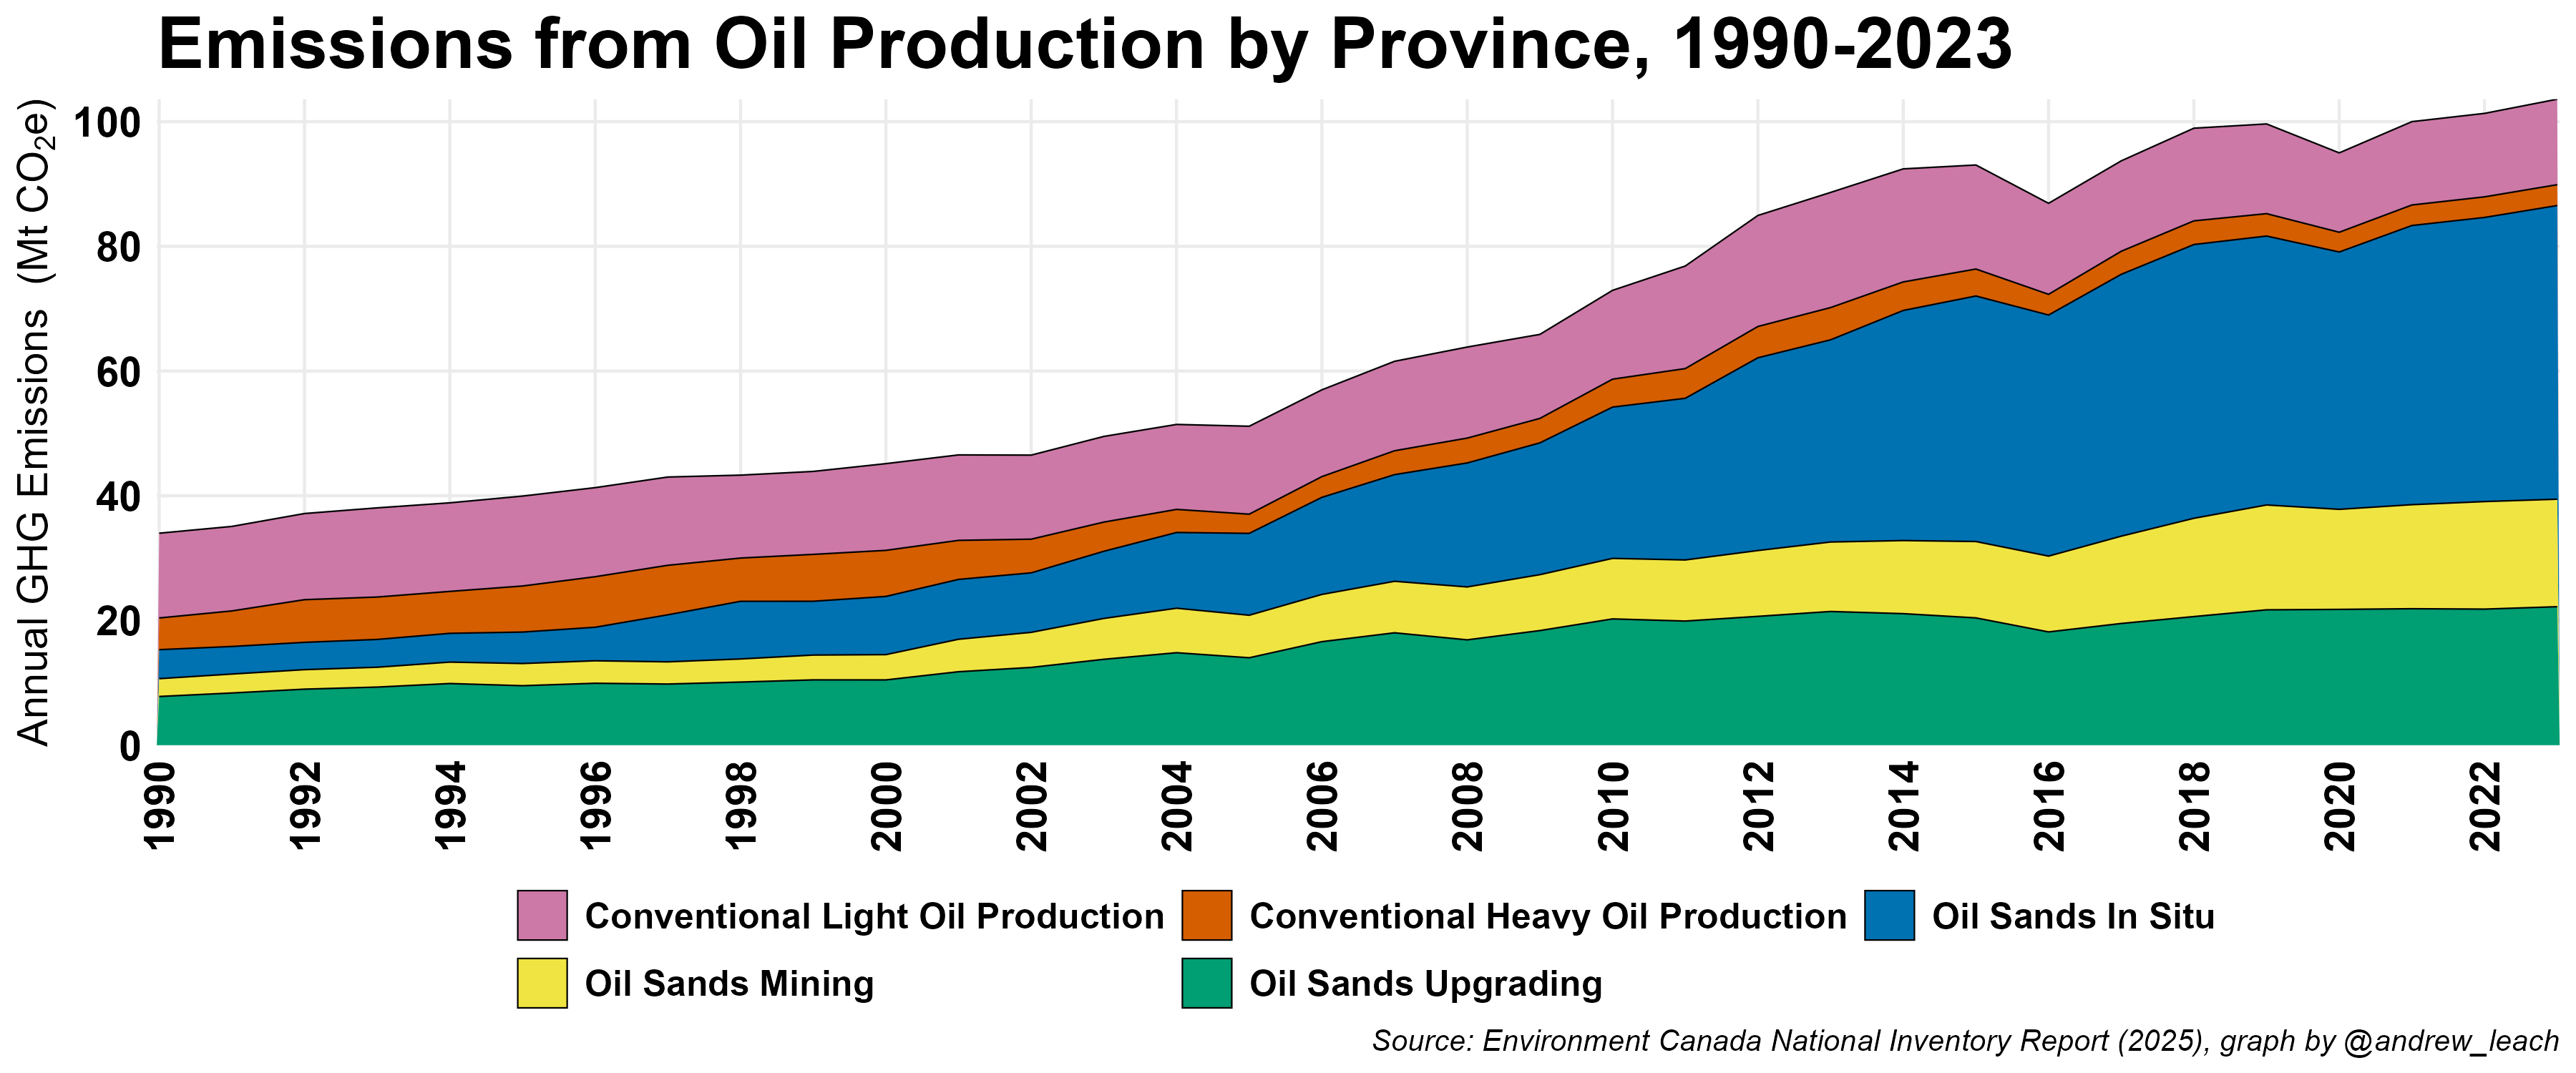 Emissions from Oil Production by Province, 1990-2023
Annual GHG Emissions (Mt CO₂e)
100
80
60
40
20
0
1990 1992 1994 1996 1998 2000 2002 2004 2006 2008 2010 2012 2014 2016 2018 2020 2022
Conventional Light Oil Production Conventional Heavy Oil Production Oil Sands In Situ
Oil Sands Mining Oil Sands Upgrading
Source: Environment Canada National Inventory Report (2025), graph by @andrew_leach